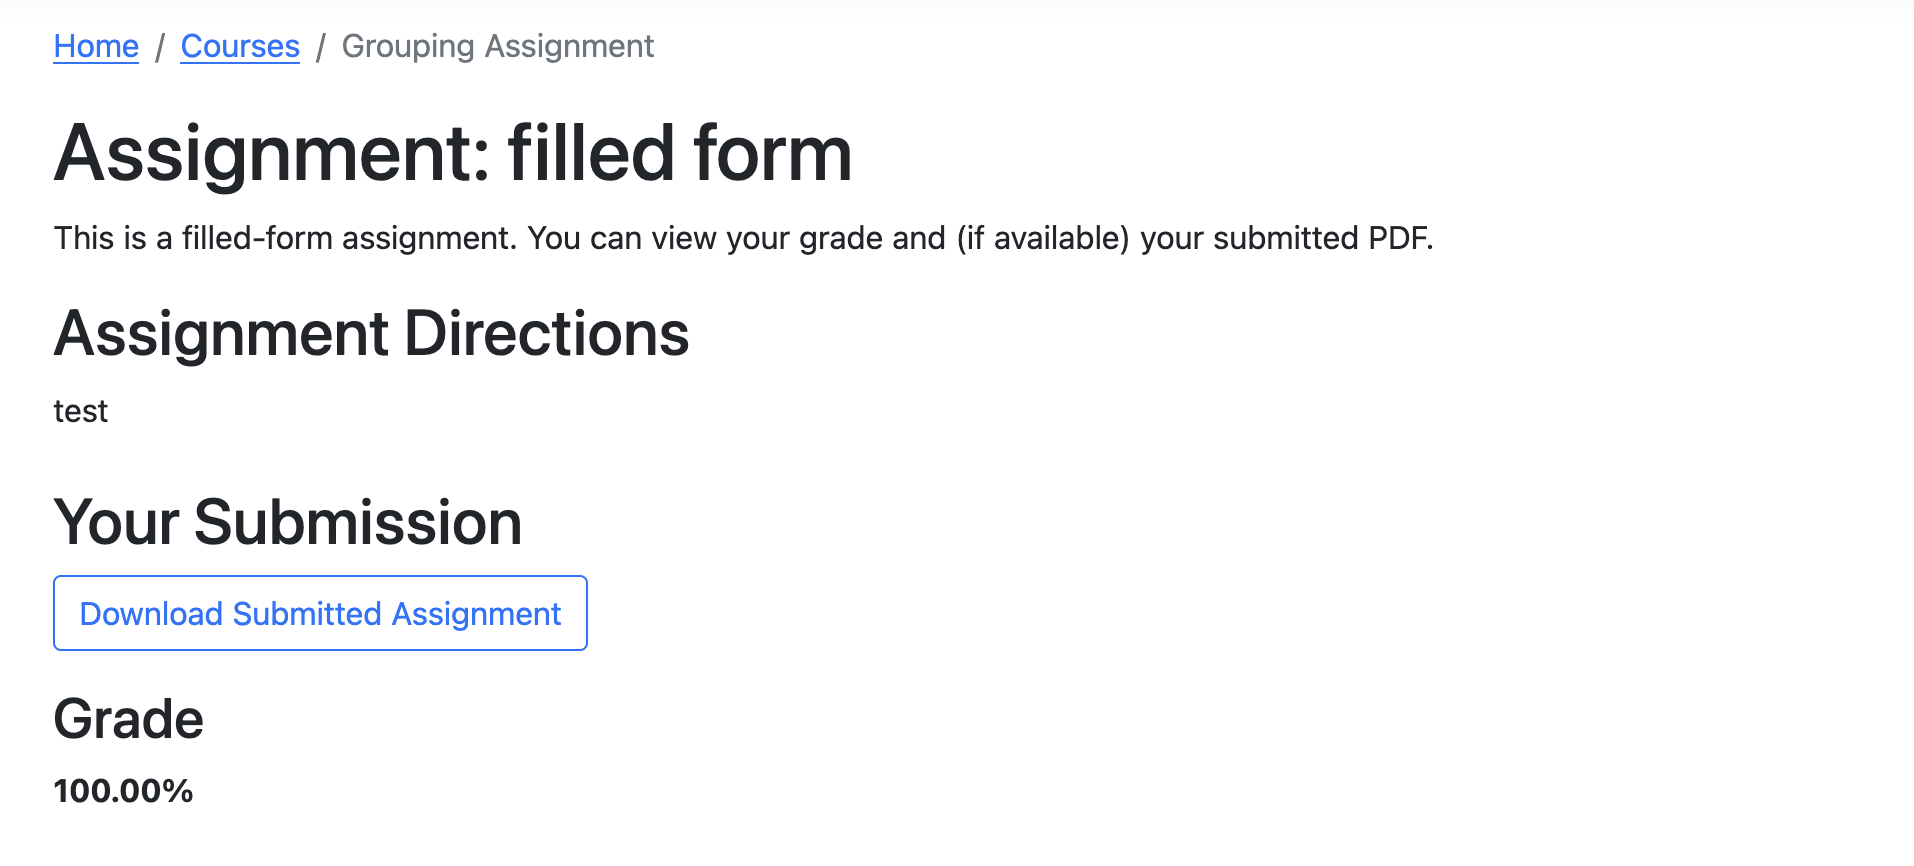 Home / Courses / Grouping Assignment
Assignment: filled form
This is a filled-form assignment. You can view your grade and (if available) your submitted PDF.
Assignment Directions
test
Your Submission
Download Submitted Assignment
Grade
100.00%